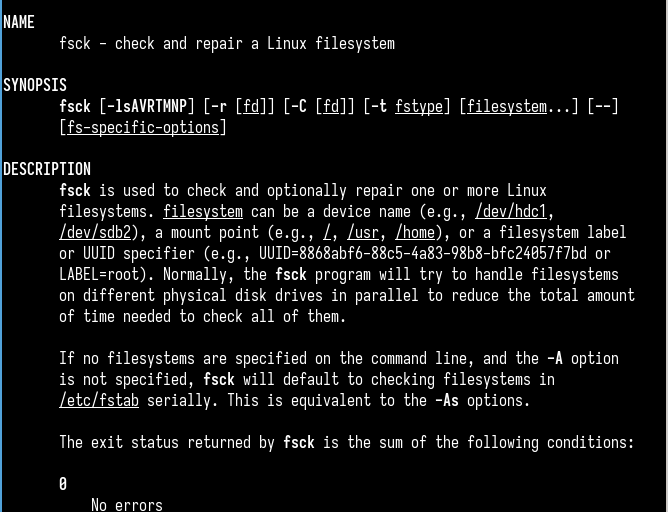 NAME
fsck - check and repair a Linux filesystem
SYNOPSIS
fsck [-lsAVRTMNP] [-r [fd]] [-C [fd]] [-t fstype] [filesystem...] [--]
[fs-specific-options]
DESCRIPTION
fsck is used to check and optionally repair one or more Linux
filesystems. filesystem can be a device name (e.g., /dev/hdc1,
/dev/sdb2), a mount point (e.g., /, /usr, /home), or a filesystem label
or UUID specifier (e.g., UUID=8868abf6-88c5-4a83-98b8-bfc24057f7bd or
LABEL=root). Normally, the fsck program will try to handle filesystems
on different physical disk drives in parallel to reduce the total amount
of time needed to check all of them.
If no filesystems are specified on the command line, and the -A option
is not specified, fsck will default to checking filesystems in
/etc/fstab serially. This is equivalent to the -As options.
The exit status returned by fsck is the sum of the following conditions:
0
No errors